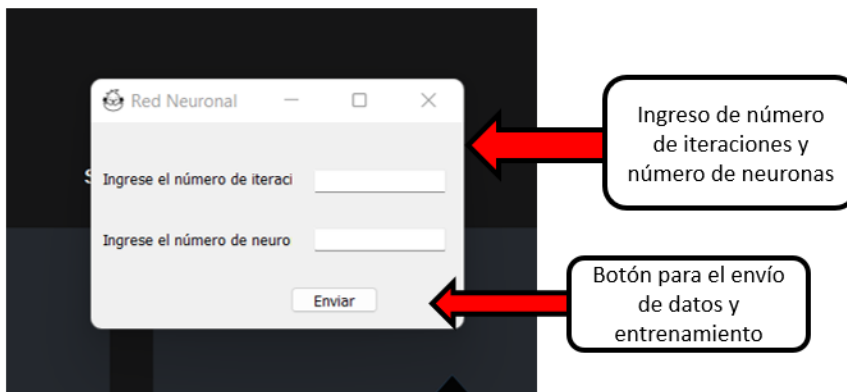 Red Neuronal
Ingrese el número de iteraci
Ingrese el número de neuro
Enviar
Ingreso de número
de iteraciones y
número de neuronas
Botón para el envío
de datos y
entrenamiento